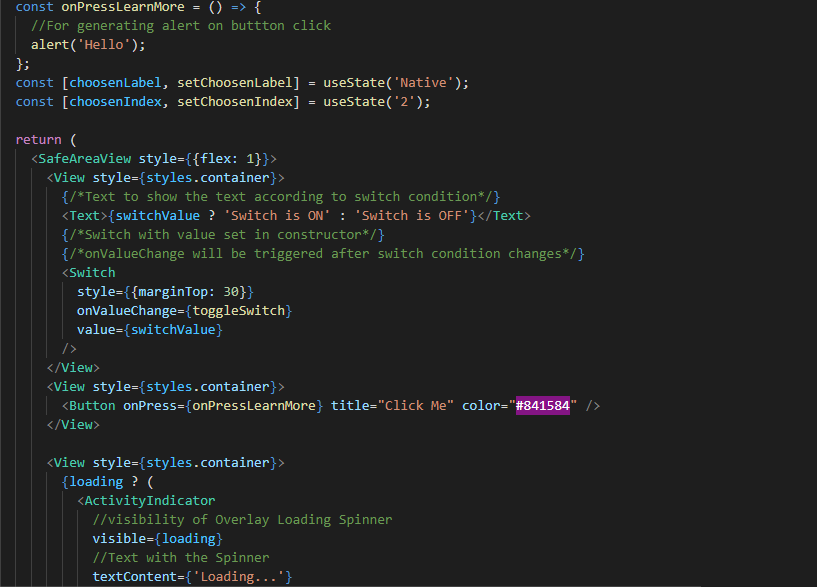 const onPressLearnMore = () => {
//For generating alert on buttton click
alert('Hello');
};
const [choosenLabel, setChoosenLabel] = useState('Native');
const [choosenIndex, setChoosenIndex] = useState('2');
return (
<SafeAreaView style={{flex: 1}}>
<View style={styles.container}>
{/*Text to show the text according to switch condition*/}
<Text>{switchValue ? 'Switch is ON' : 'Switch is OFF'}</Text>
{/*Switch with value set in constructor*/}
{/*onValueChange will be triggered after switch condition changes*/}
<Switch
style={{marginTop: 30}}
onValueChange={toggleSwitch}
value={switchValue}
/>
</View>
<View style={styles.container}>
<Button onPress={onPressLearnMore} title="Click Me" color="#841584" />
</View>
<View style={styles.container}>
{loading ? (
<ActivityIndicator
//visibility of Overlay Loading Spinner
visible={loading}
//Text with the Spinner
textContent={'Loading...'}